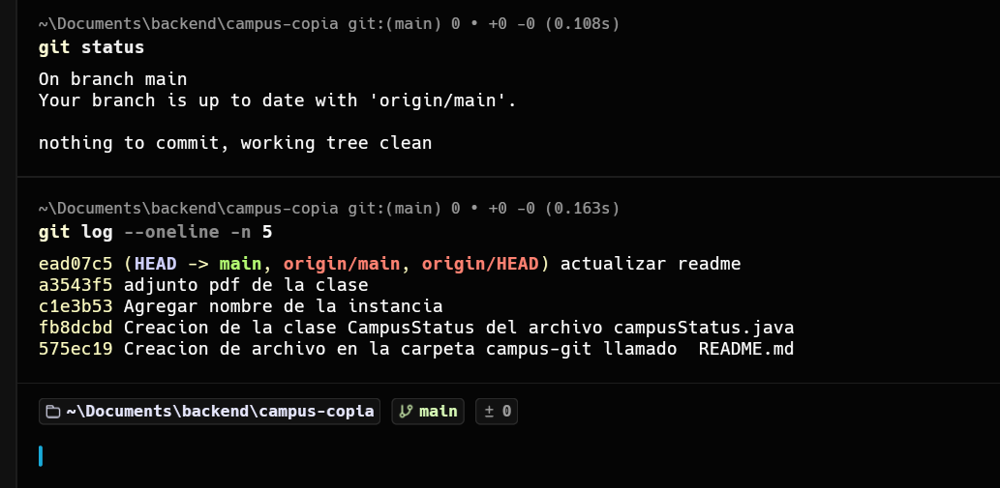 ~\Documents\backend\campus-copia git:(main) 0 • +0 -0 (0.108s)
git status
On branch main
Your branch is up to date with 'origin/main'.
nothing to commit, working tree clean
~\Documents\backend\campus-copia git:(main) 0 • +0 -0 (0.163s)
git log --oneline -n 5
ead07c5 (HEAD -> main, origin/main, origin/HEAD) actualizar readme
a3543f5 adjunto pdf de la clase
c1e3b53 Agregar nombre de la instancia
fb8dcbd Creacion de la clase CampusStatus del archivo campusStatus.java
575ec19 Creacion de archivo en la carpeta campus-git llamado  README.md
~\Documents\backend\campus-copia main ± 0